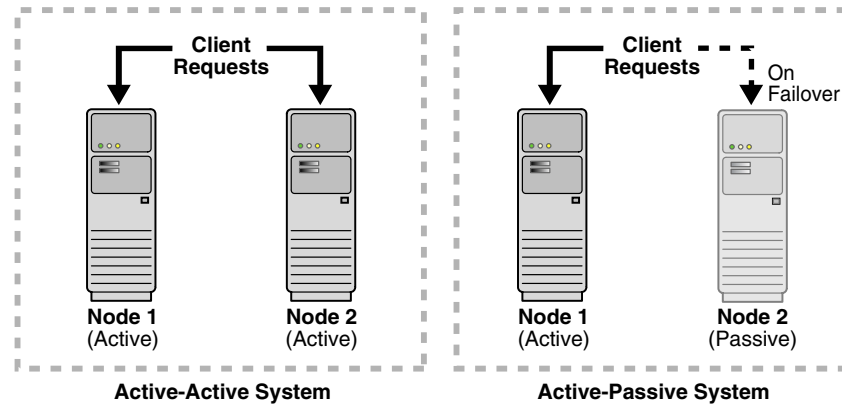 Client
Requests
Node 1
(Active)
Node 2
(Active)
Active-Active System
Client
Requests
On
Failover
Node 1
(Active)
Node 2
(Passive)
Active-Passive System